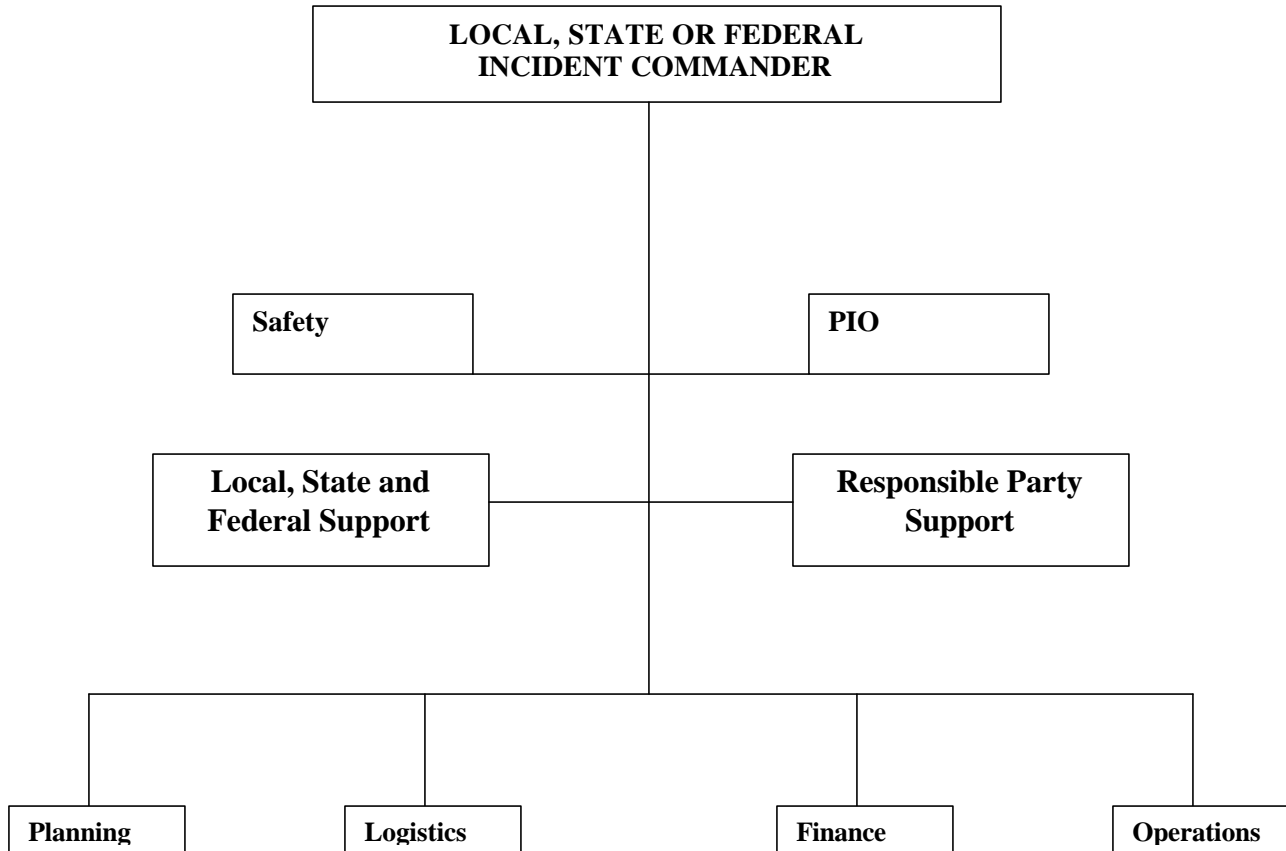 LOCAL, STATE OR FEDERAL
INCIDENT COMMANDER
Safety
PIO
Local, State and
Federal Support
Responsible Party
Support
Planning
Logistics
Finance
Operations